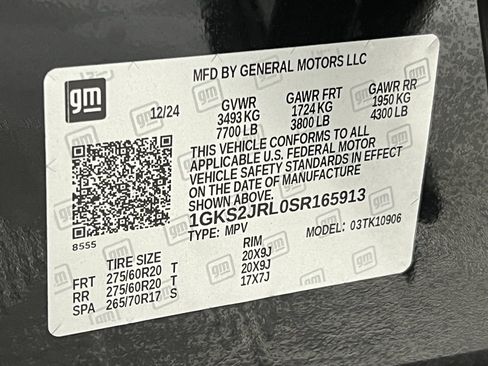 MFD BY GENERAL MOTORS LLC
gm
12/24
GVWR GAWR FRT GAWR RR
3493 KG 1724 KG 1950 KG
7700 LB 3800 LB 4300 LB
THIS VEHICLE CONFORMS TO ALL
APPLICABLE U.S. FEDERAL MOTOR
VEHICLE SAFETY STANDARDS IN EFFECT
ON THE DATE OF MANUFACTURE SHOWN ABOVE.
1GKS2JRL0SR165913
8555
TYPE: MPV MODEL: 03TK10906
TIRE SIZE RIM
FRT 275/60R20 T 20X9J
RR 275/60R20 T 20X9J
SPA 265/70R17 S 17X7J